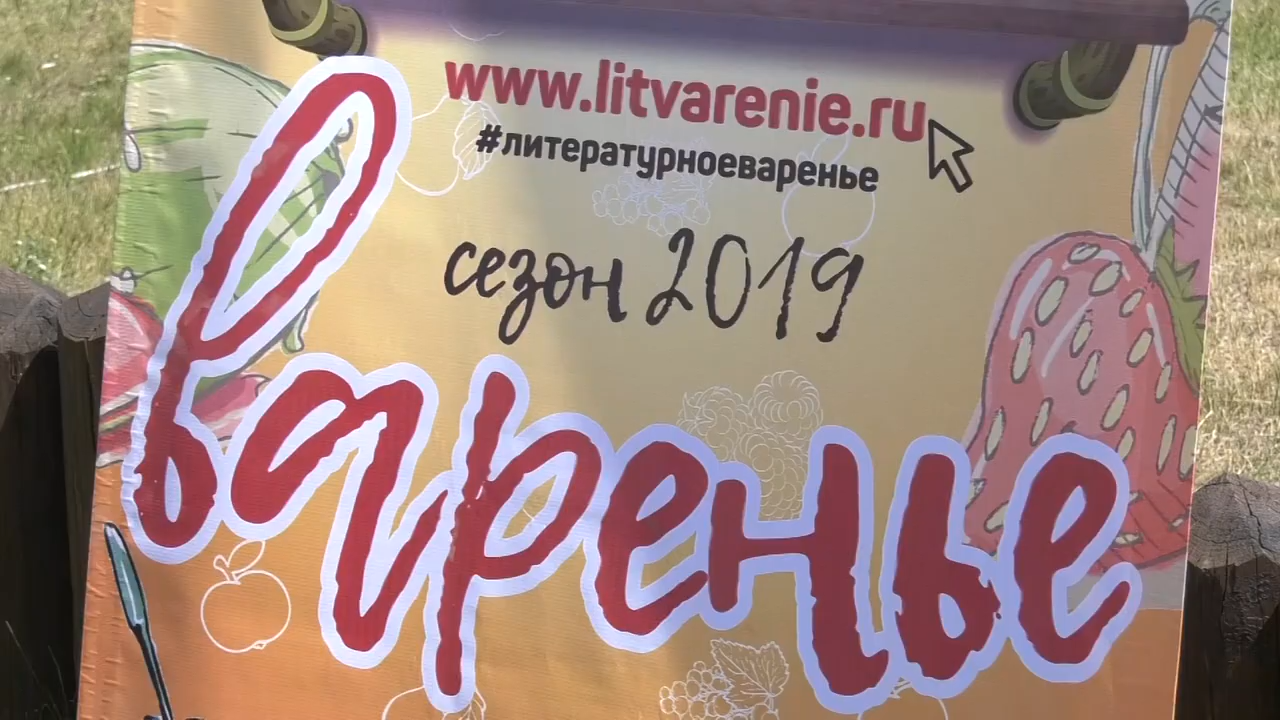 www.litvarenie.ru
#литературноеваренье
сезон 2019
варенье